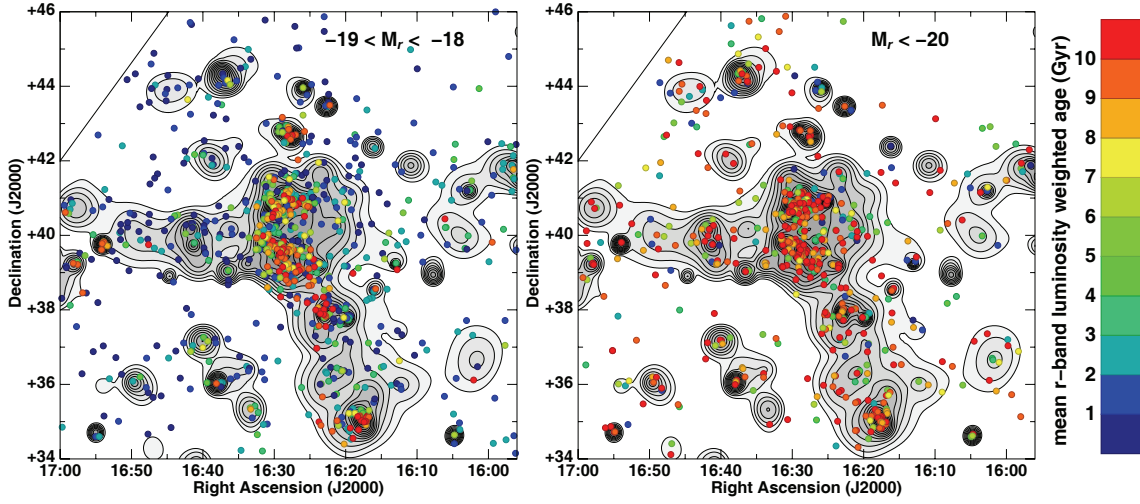 −19 < Mr < −18
+46
+44
+42
+40
+38
+36
+34
Declination (J2000)
17:00 16:50 16:40 16:30 16:20 16:10 16:00
Right Ascension (J2000)
Mr < −20
+46
+44
+42
+40
+38
+36
+34
Declination (J2000)
17:00 16:50 16:40 16:30 16:20 16:10 16:00
Right Ascension (J2000)
mean r−band luminosity weighted age (Gyr)
10
9
8
7
6
5
4
3
2
1